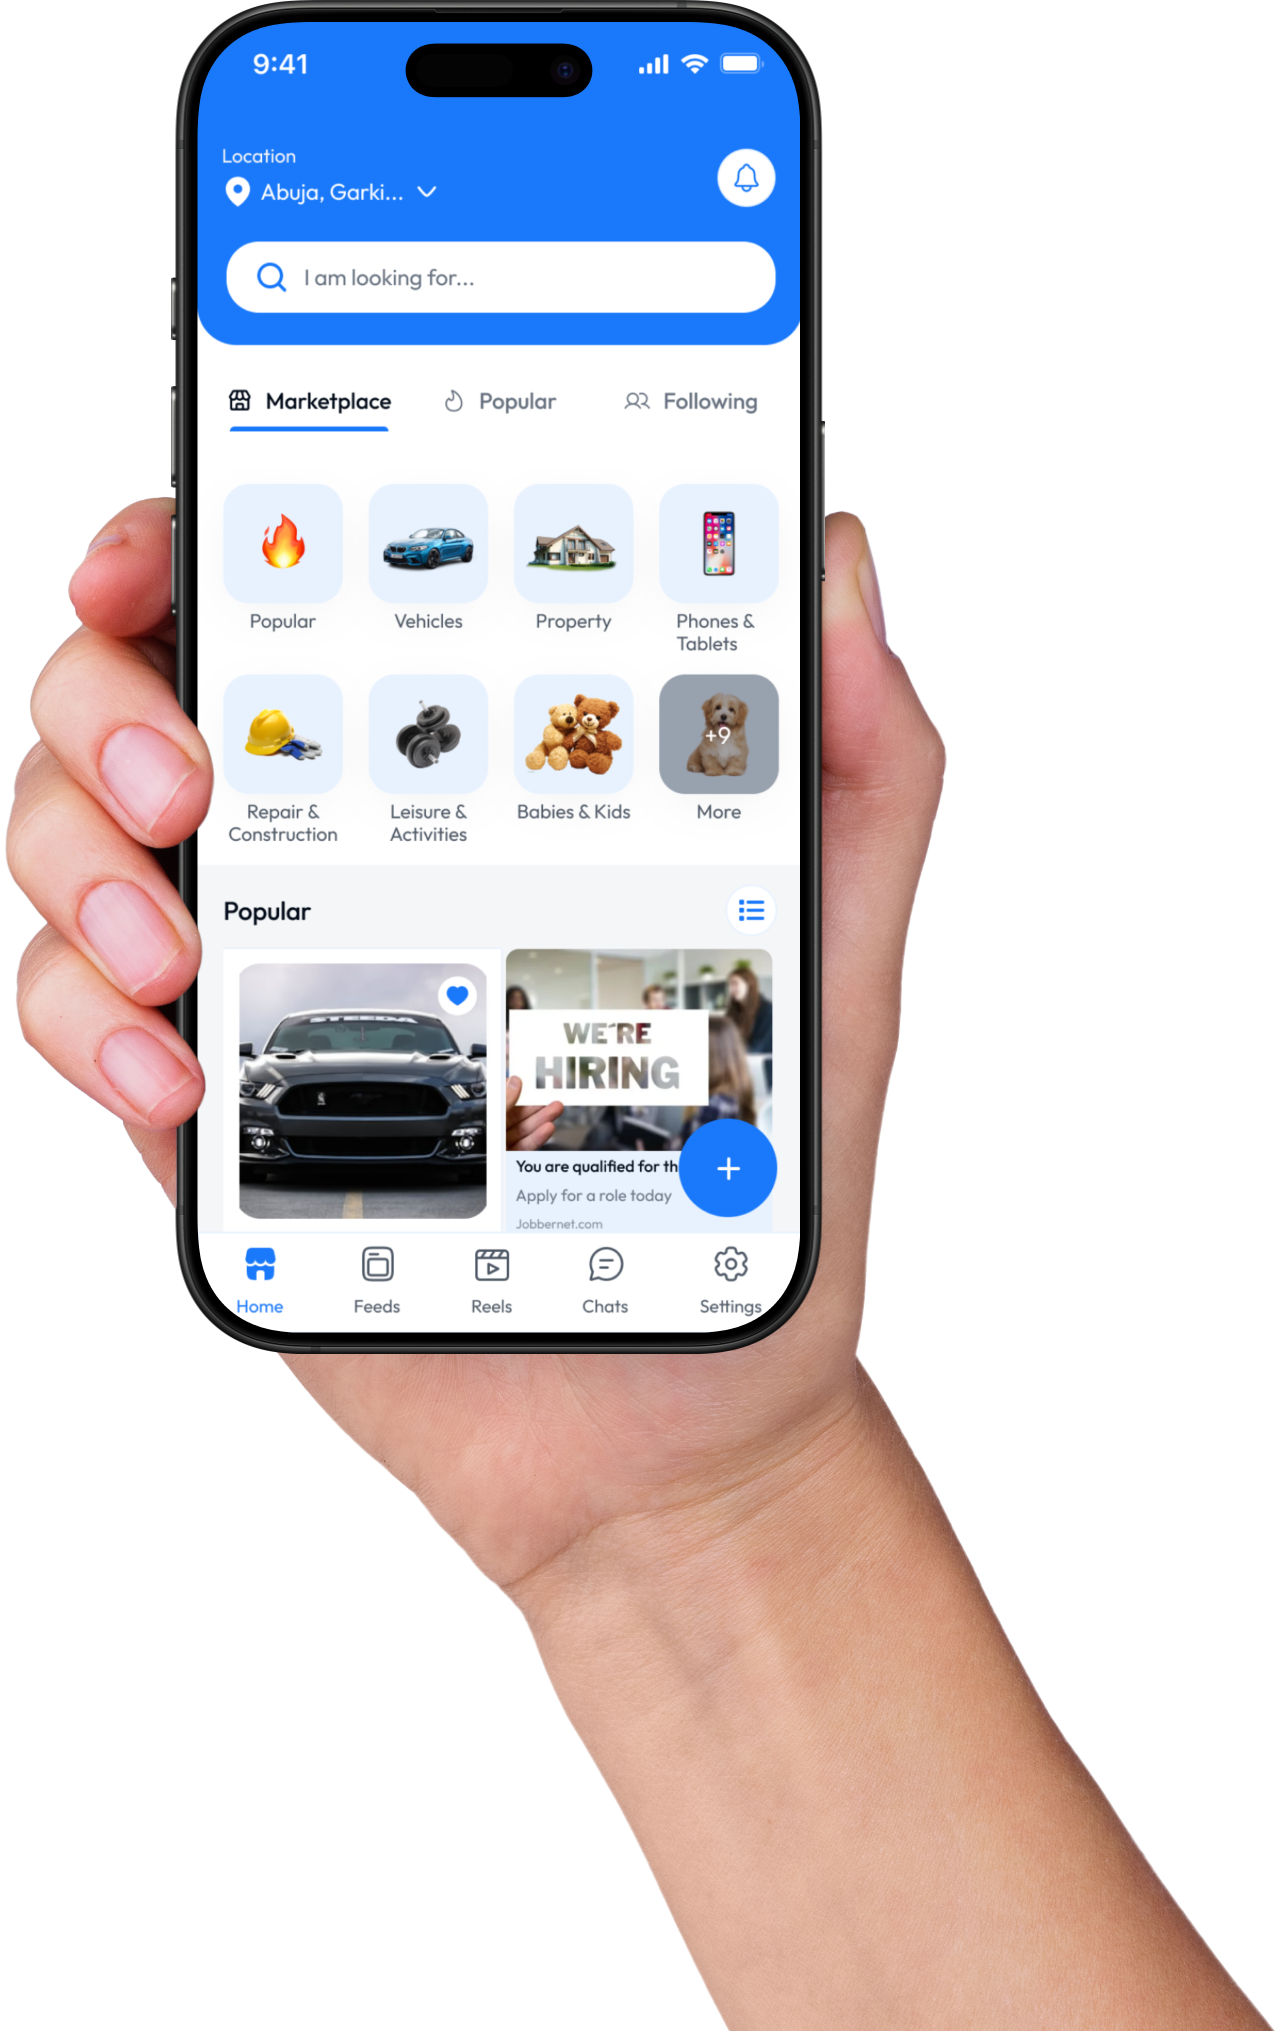 9:41
Location
Abuja, Garki...
I am looking for...
Marketplace
Popular
Following
Popular
Vehicles
Property
Phones &
Tablets
+9
Repair &
Construction
Leisure &
Activities
Babies & Kids
More
Popular
STEEDA
WE'RE
HIRING
You are qualified for th
Apply for a role today
Jobbernet.com
+
Home
Feeds
Reels
Chats
Settings